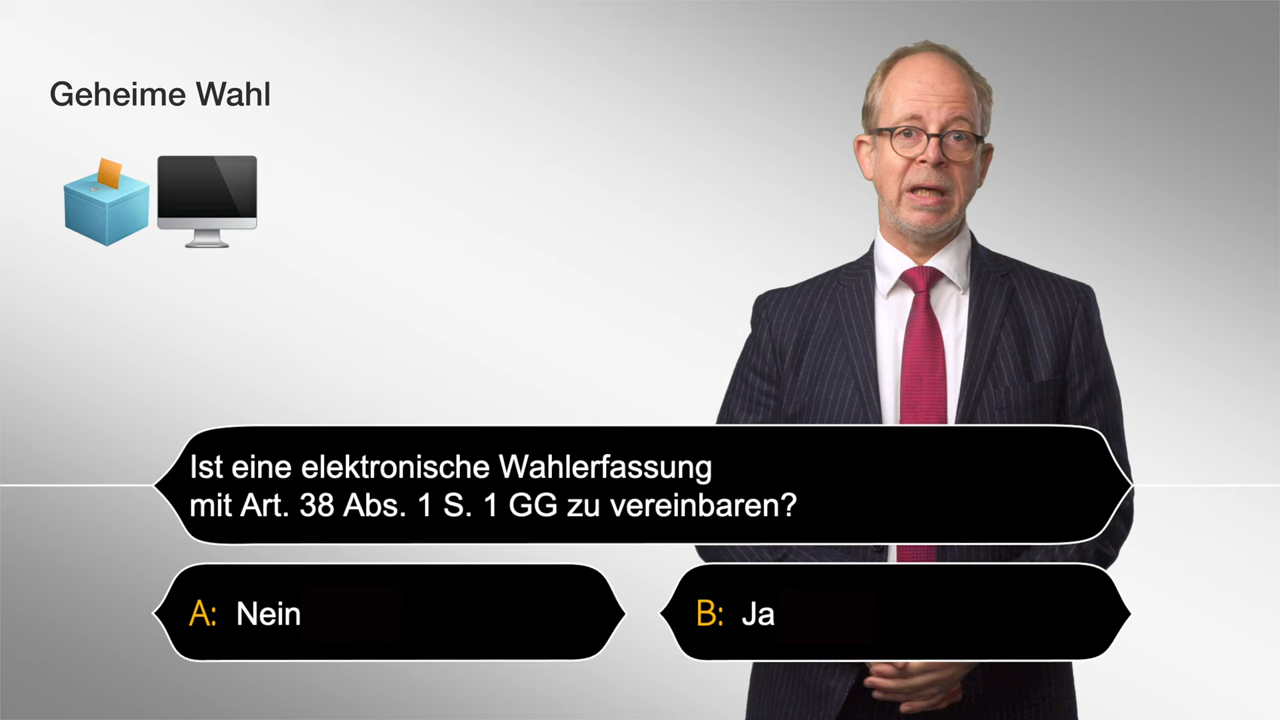 Geheime Wahl
Ist eine elektronische Wahlerfassung
mit Art. 38 Abs. 1 S. 1 GG zu vereinbaren?
A: Nein
B: Ja